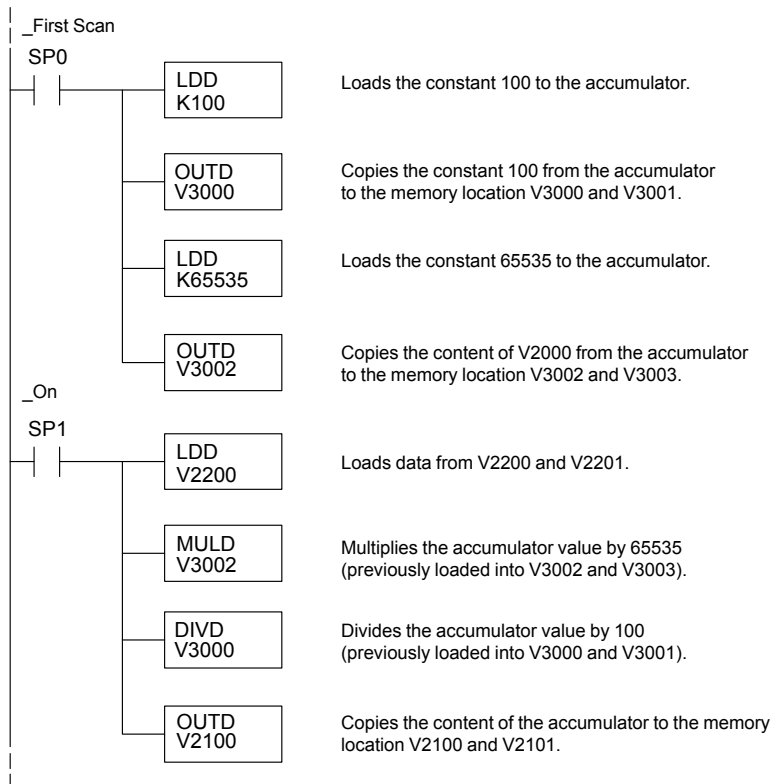 _First Scan
SP0
LDD
K100
Loads the constant 100 to the accumulator.
OUTD
V3000
Copies the constant 100 from the accumulator
to the memory location V3000 and V3001.
LDD
K65535
Loads the constant 65535 to the accumulator.
OUTD
V3002
Copies the content of V2000 from the accumulator
to the memory location V3002 and V3003.
_On
SP1
LDD
V2200
Loads data from V2200 and V2201.
MULD
V3002
Multiplies the accumulator value by 65535
(previously loaded into V3002 and V3003).
DIVD
V3000
Divides the accumulator value by 100
(previously loaded into V3000 and V3001).
OUTD
V2100
Copies the content of the accumulator to the memory
location V2100 and V2101.